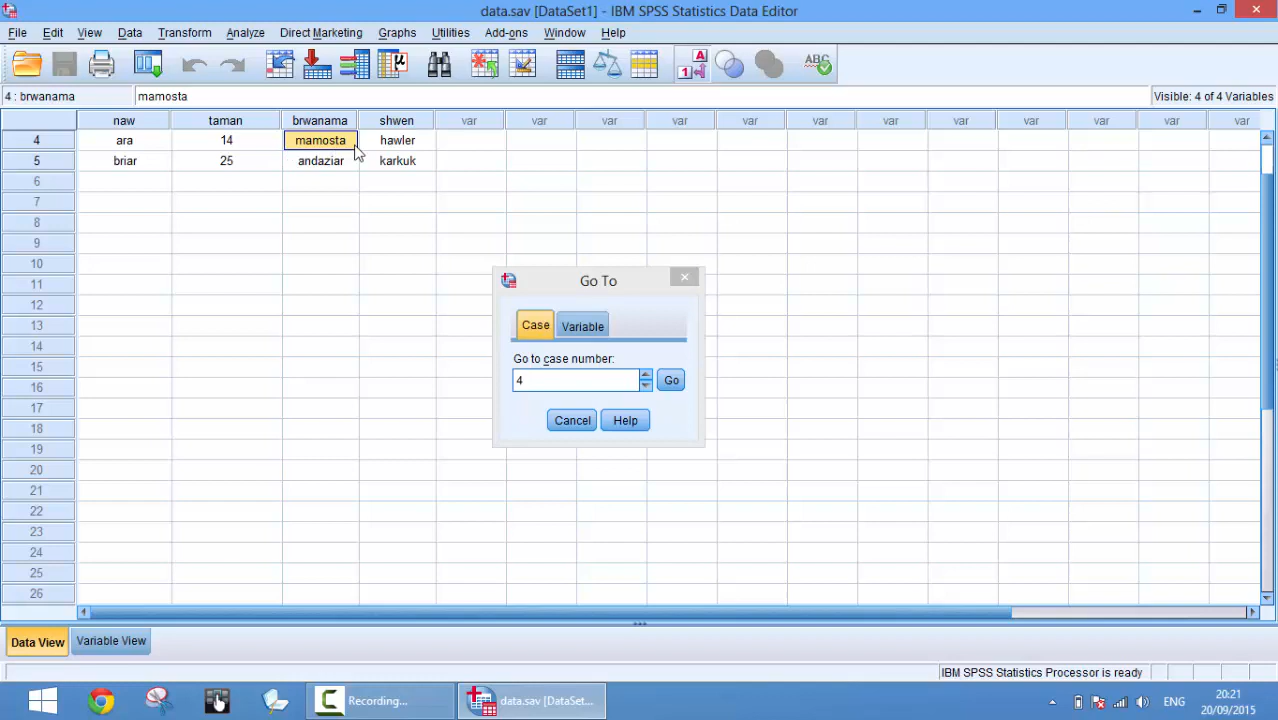 data.sav [DataSet1] - IBM SPSS Statistics Data Editor
File Edit View Data Transform Analyze Direct Marketing Graphs Utilities Add-ons Window Help
A
1
μ
ABC
4 : brwanama mamosta Visible: 4 of 4 Variables
naw taman brwanama shwen var var var var var var var var var var var var
4 ara 14 mamosta hawler
5 briar 25 andaziar karkuk
6
7
8
9
10
11
12
13
14
15
16
17
18
19
20
21
22
23
24
25
26
Go To
Case Variable
Go to case number:
4 Go
Cancel Help
Data View Variable View
IBM SPSS Statistics Processor is ready
Recording... data.sav [DataSet... ENG 20:21
20/09/2015